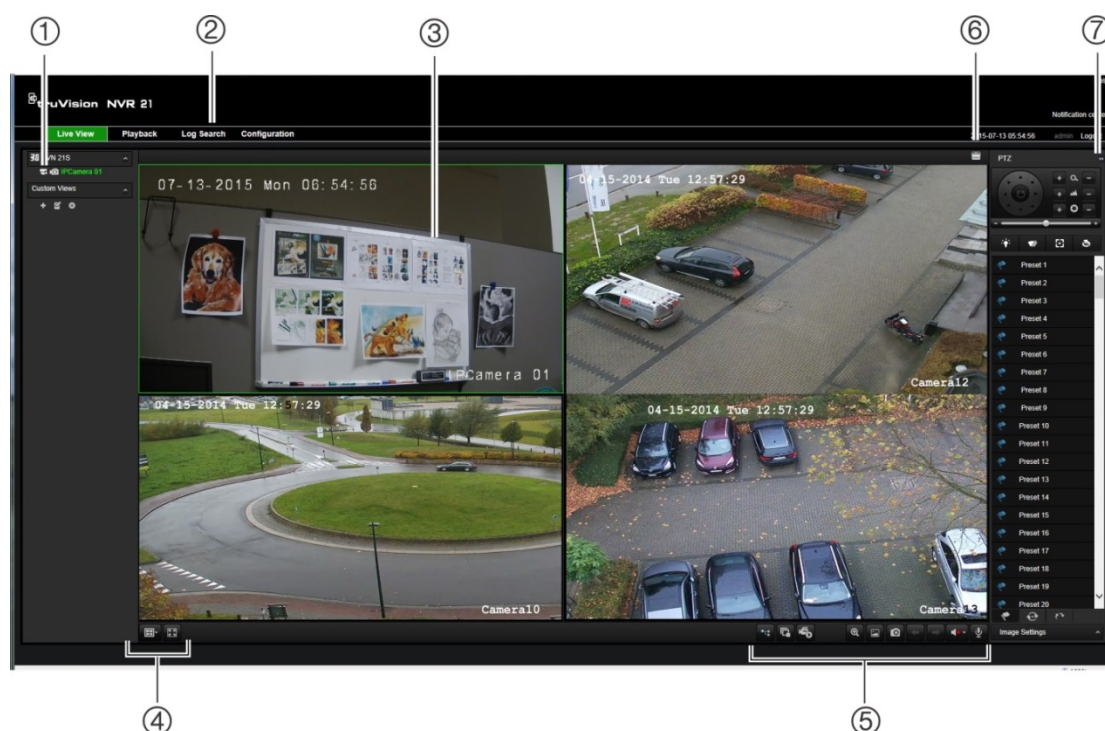 ① ② ③ ⑥ ⑦
truVision NVR 21
Notification
Live View Playback Log Search Configuration
15-07-13 05:54:56 admin
21S
IPCamera 01
Custom Views
07-13-2015 Mon 06:54:56
IPCamera 01
04-15-2014 Tue 12:57:29
Camera12
04-15-2014 Tue 12:57:29
Camera10
04-15-2014 Tue 12:57:29
Camera13
PTZ
Preset 1
Preset 2
Preset 3
Preset 4
Preset 5
Preset 6
Preset 7
Preset 8
Preset 9
Preset 10
Preset 11
Preset 12
Preset 13
Preset 14
Preset 15
Preset 16
Preset 17
Preset 18
Preset 19
Preset 20
Image Settings
④ ⑤